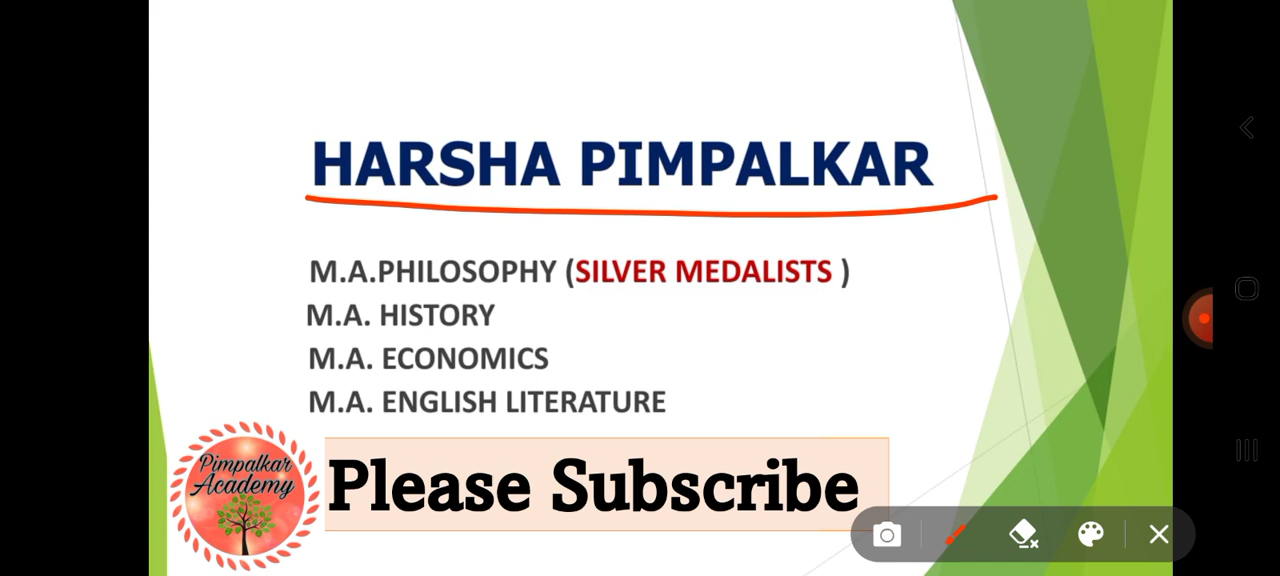 HARSHA PIMPALKAR
M.A.PHILOSOPHY (SILVER MEDALISTS )
M.A. HISTORY
M.A. ECONOMICS
M.A. ENGLISH LITERATURE
Pimpalkar
Academy
Please Subscribe